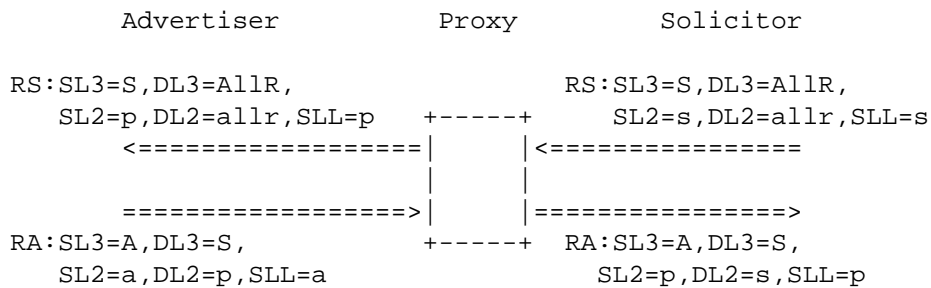 Advertiser Proxy Solicitor
RS:SL3=S,DL3=AllR, RS:SL3=S,DL3=AllR,
SL2=p,DL2=allr,SLL=p +-----+ SL2=s,DL2=allr,SLL=s
<==================| |<================
| |
==================>| |================>
RA:SL3=A,DL3=S, +-----+ RA:SL3=A,DL3=S,
SL2=a,DL2=p,SLL=a SL2=p,DL2=s,SLL=p